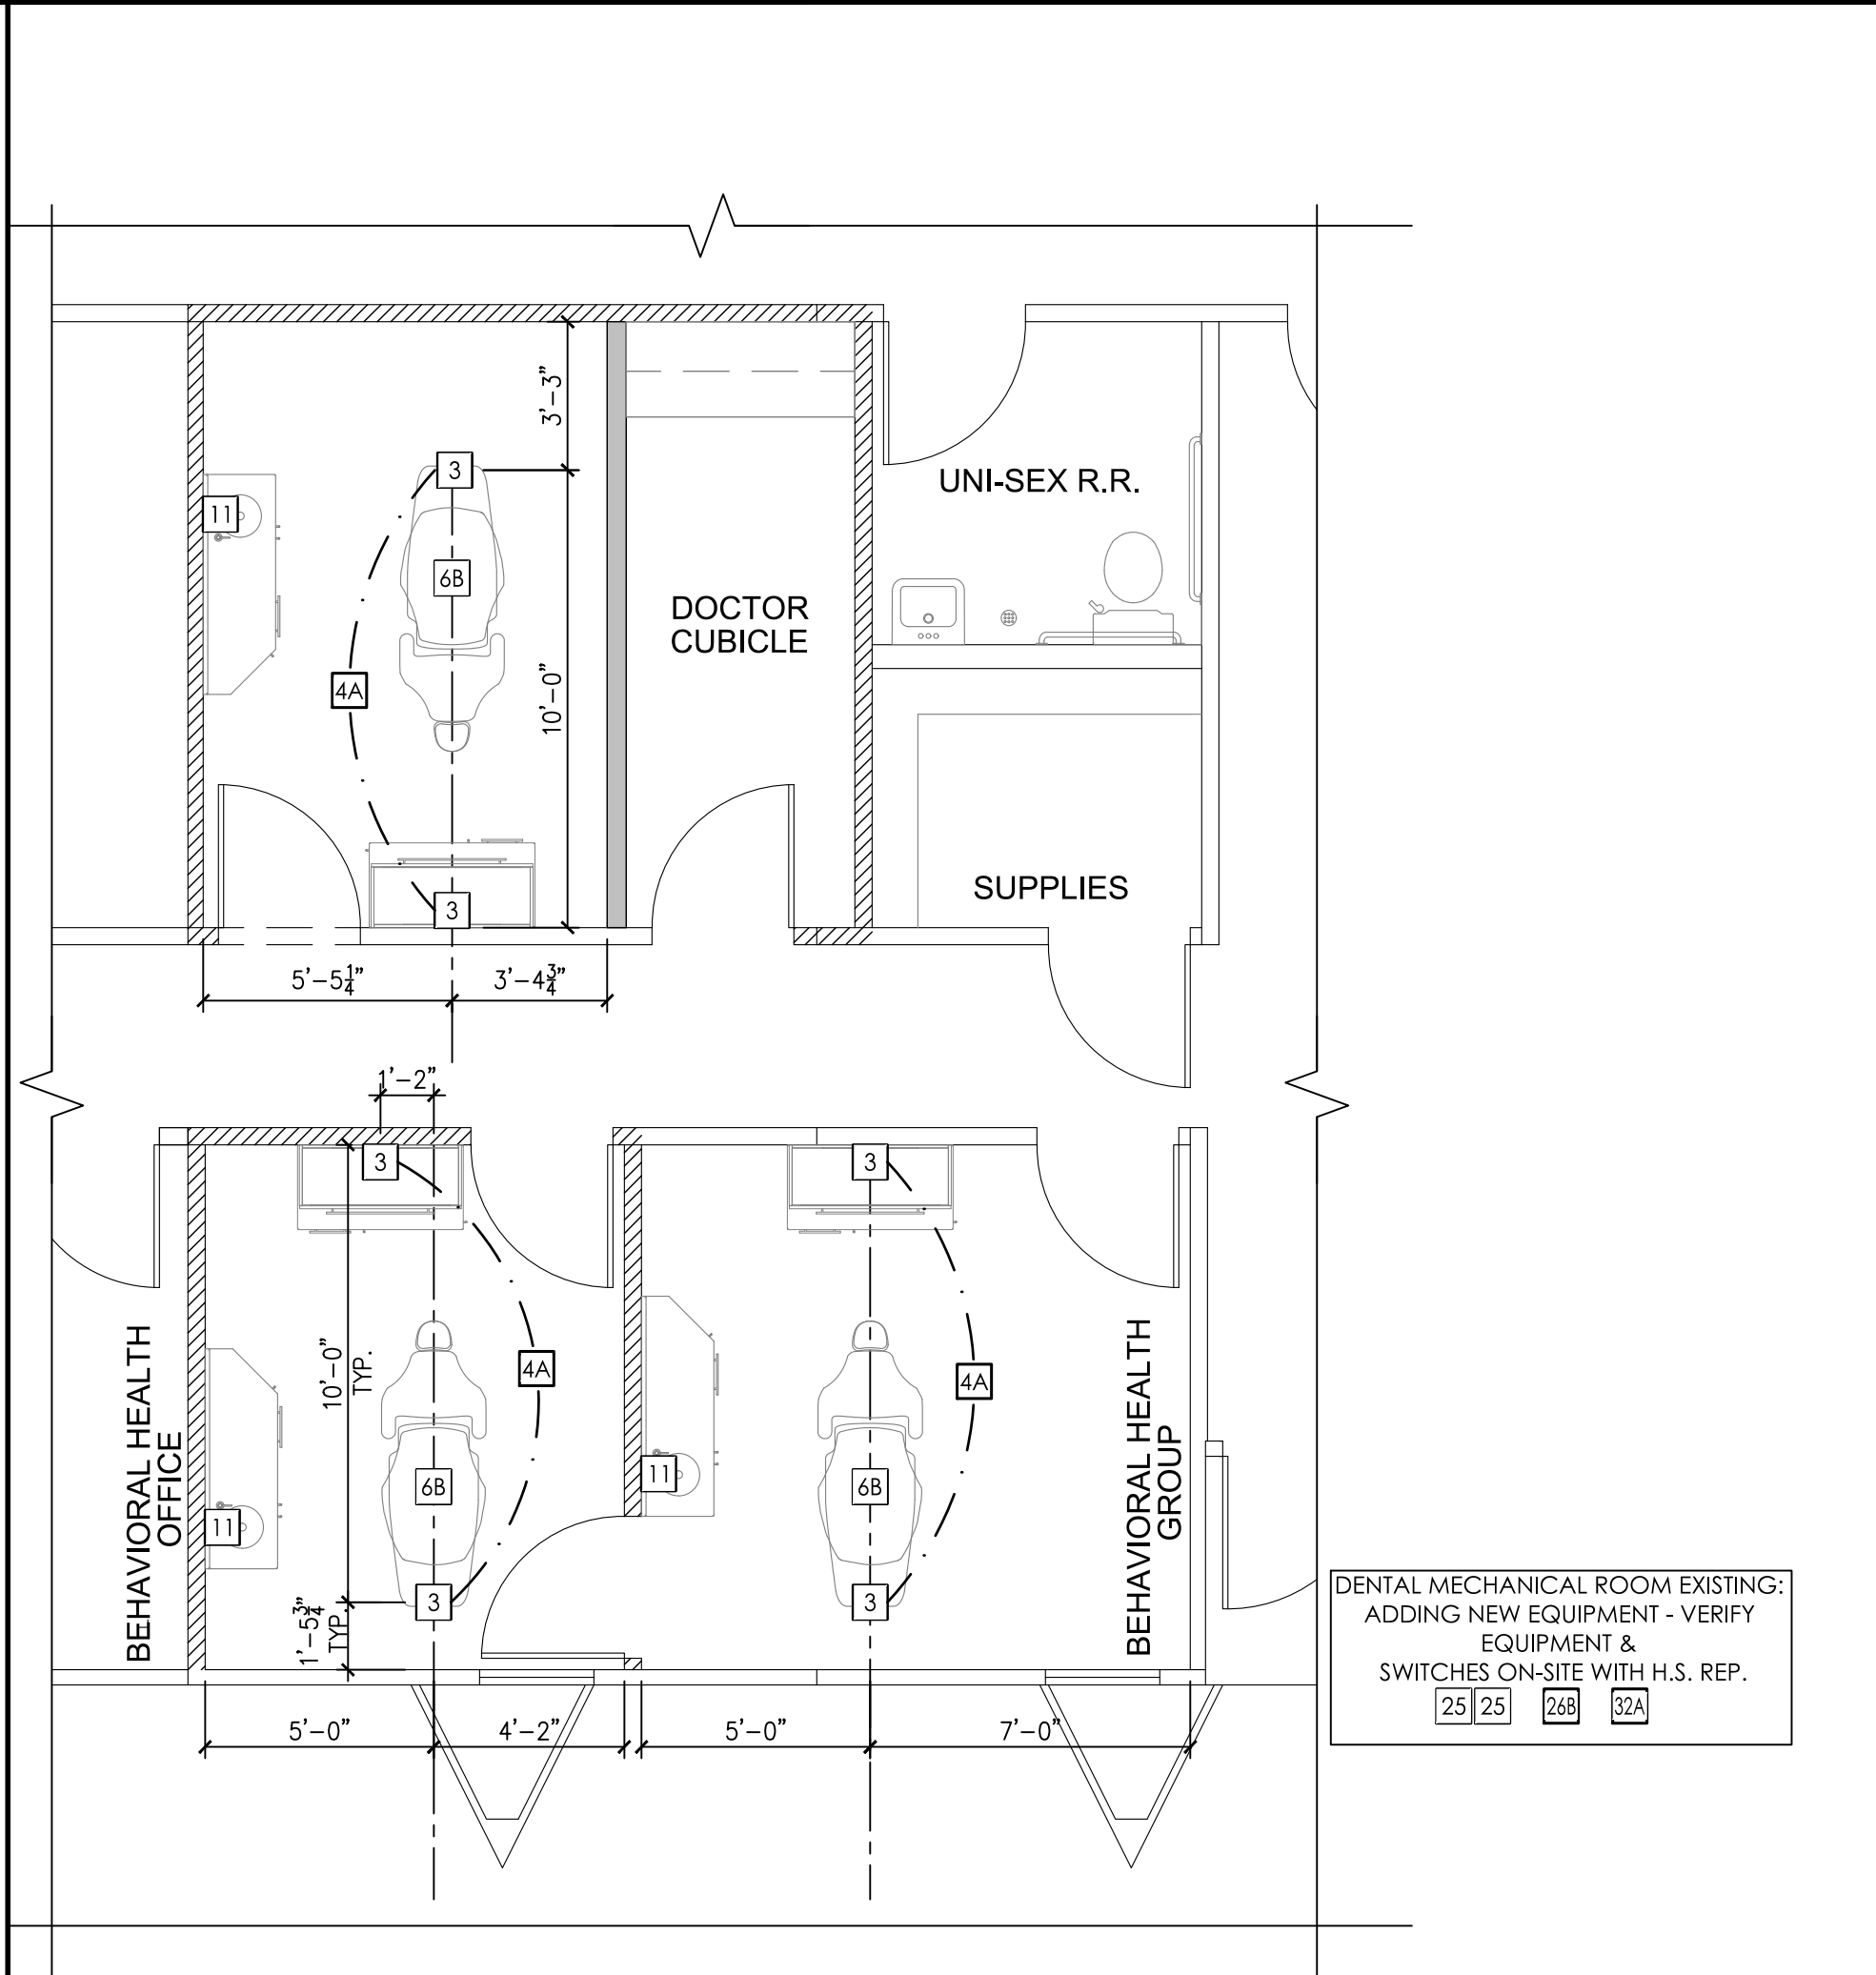 3'-3"
3
UNI-SEX R.R.
11
6B
DOCTOR
CUBICLE
4A
10'-0"
SUPPLIES
3
5'-5 1/4"
3'-4 3/4"
1'-2"
3
3
BEHAVIORAL HEALTH
OFFICE
10'-0"
TYP.
4A
4A
BEHAVIORAL HEALTH
GROUP
11
6B
6B
11
1'-5 3/4"
TYP.
3
3
DENTAL MECHANICAL ROOM EXISTING:
ADDING NEW EQUIPMENT - VERIFY
EQUIPMENT &
SWITCHES ON-SITE WITH H.S. REP.
25 25 26B 32A
5'-0"
4'-2"
5'-0"
7'-0"